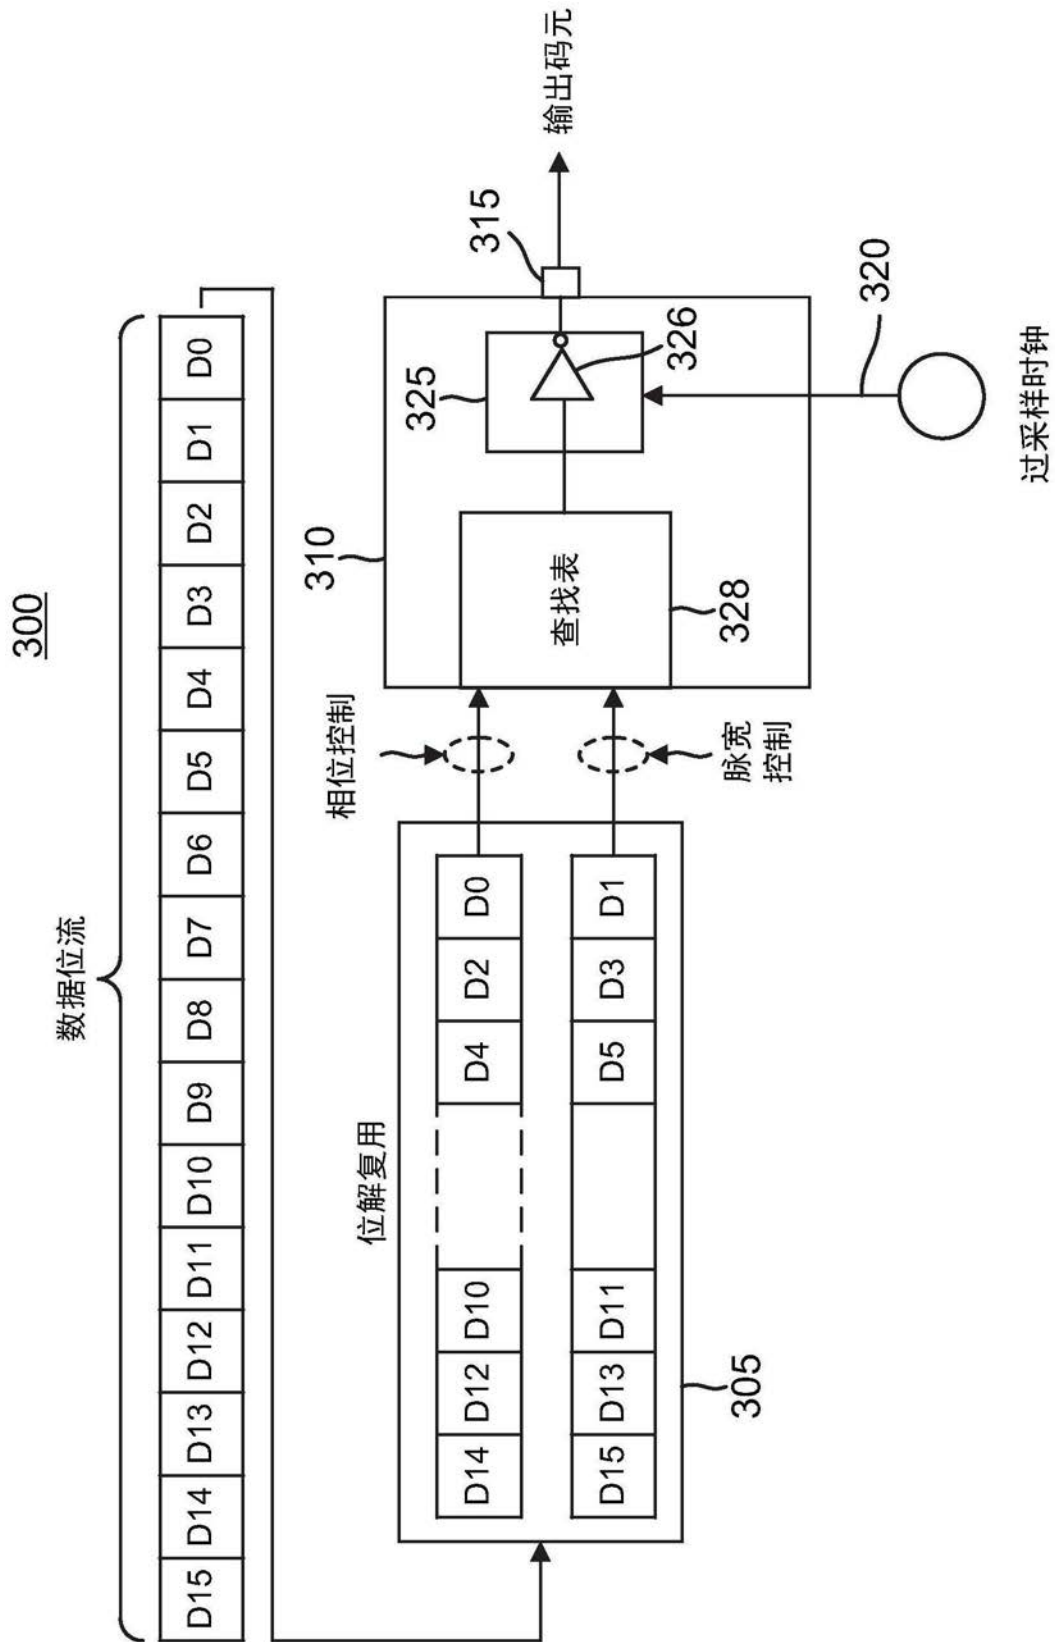 300
数据位流
D15 D14 D13 D12 D11 D10 D9 D8 D7 D6 D5 D4 D3 D2 D1 D0
位解复用
D14 D12 D10 D4 D2 D0
D15 D13 D11 D5 D3 D1
305
相位控制
脉宽
控制
310
查找表
328
325
326
315
输出码元
320
过采样时钟